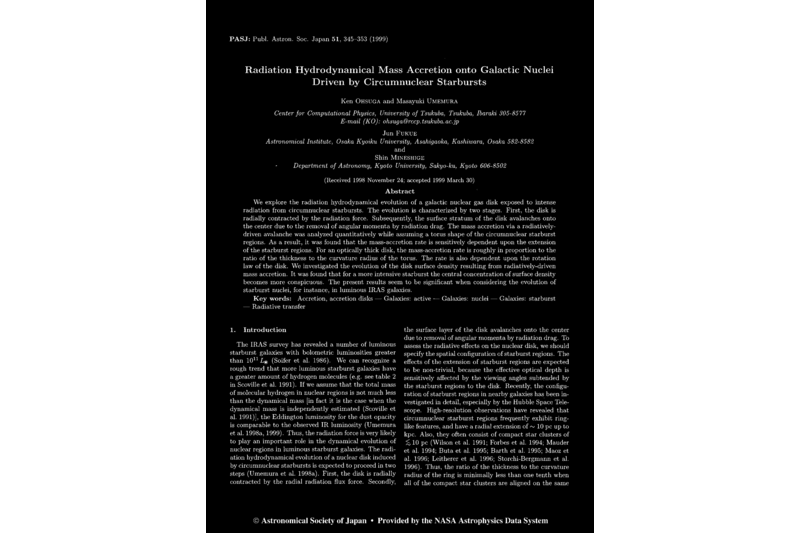 PASJ: Publ. Astron. Soc. Japan 51, 345–353 (1999)
Radiation Hydrodynamical Mass Accretion onto Galactic Nuclei
Driven by Circumnuclear Starbursts
Ken OHSUGA and Masayuki UMEMURA
Center for Computational Physics, University of Tsukuba, Tsukuba, Ibaraki 305-8577
E-mail (KO): ohsuga@rccp.tsukuba.ac.jp
Jun FUKUE
Astronomical Institute, Osaka Kyoiku University, Asahigaoka, Kashiwara, Osaka 582-8582
and
Shin MINESHIGE
Department of Astronomy, Kyoto University, Sakyo-ku, Kyoto 606-8502
(Received 1998 November 24; accepted 1999 March 30)
Abstract
We explore the radiation hydrodynamical evolution of a galactic nuclear gas disk exposed to intense
radiation from circumnuclear starbursts. The evolution is characterized by two stages. First, the disk is
radially contracted by the radiation force. Subsequently, the surface stratum of the disk avalanches onto
the center due to the removal of angular momenta by radiation drag. The mass accretion via a radiatively-
driven avalanche was analyzed quantitatively while assuming a torus shape of the circumnuclear starburst
regions. As a result, it was found that the mass-accretion rate is sensitively dependent upon the extension
of the starburst regions. For an optically thick disk, the mass-accretion rate is roughly in proportion to the
ratio of the thickness to the curvature radius of the torus. The rate is also dependent upon the rotation
law of the disk. We investigated the evolution of the disk surface density resulting from radiatively-driven
mass accretion. It was found that for a more intensive starburst the central concentration of surface density
becomes more conspicuous. The present results seem to be significant when considering the evolution of
starburst nuclei, for instance, in luminous IRAS galaxies.
Key words: Accretion, accretion disks — Galaxies: active — Galaxies: nuclei — Galaxies: starburst
— Radiative transfer
1. Introduction
The IRAS survey has revealed a number of luminous
starburst galaxies with bolometric luminosities greater
than 10¹¹ L⊙ (Soifer et al. 1986). We can recognize a
rough trend that more luminous starburst galaxies have
a greater amount of hydrogen molecules (e.g. see table 2
in Scoville et al. 1991). If we assume that the total mass
of molecular hydrogen in nuclear regions is not much less
than the dynamical mass [in fact it is the case when the
dynamical mass is independently estimated (Scoville et
al. 1991)], the Eddington luminosity for the dust opacity
is comparable to the observed IR luminosity (Umemura
et al. 1998a, 1999). Thus, the radiation force is very likely
to play an important role in the dynamical evolution of
nuclear regions in luminous starburst galaxies. The radi-
ation hydrodynamical evolution of a nuclear disk induced
by circumnuclear starbursts is expected to proceed in two
steps (Umemura et al. 1998a). First, the disk is radially
contracted by the radial radiation flux force. Secondly,
the surface layer of the disk avalanches onto the center
due to removal of angular momentum by radiation drag. To
assess the radiative effects on the nuclear disk, we should
specify the spatial configuration of starburst regions. The
effects of the extension of starburst regions are expected
to be non-trivial, because the effective optical depth is
sensitively affected by the viewing angles subtended by
the starburst regions to the disk. Recently, the configu-
ration of starburst regions in nearby galaxies has been in-
vestigated in detail, especially by the Hubble Space Tele-
scope. High-resolution observations have revealed that
circumnuclear starburst regions frequently exhibit ring-
like features, and have a radial extension of ~ 10 pc up to
kpc. Also, they often consist of compact star clusters of
≲ 10 pc (Wilson et al. 1991; Forbes et al. 1994; Mauder
et al. 1994; Buta et al. 1995; Barth et al. 1995; Maoz et
al. 1996; Leitherer et al. 1996; Storchi-Bergmann et al.
1996). Thus, the ratio of the thickness to the curvature
radius of the ring is minimally less than one tenth when
all of the compact star clusters are aligned on the same
© Astronomical Society of Japan • Provided by the NASA Astrophysics Data System